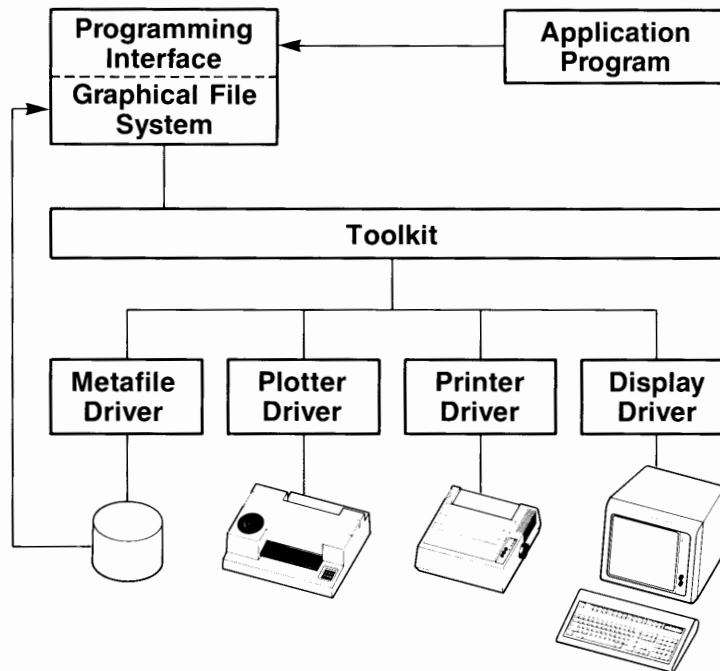 Programming
Interface
Graphical File
System
Application
Program
Toolkit
Metafile
Driver
Plotter
Driver
Printer
Driver
Display
Driver